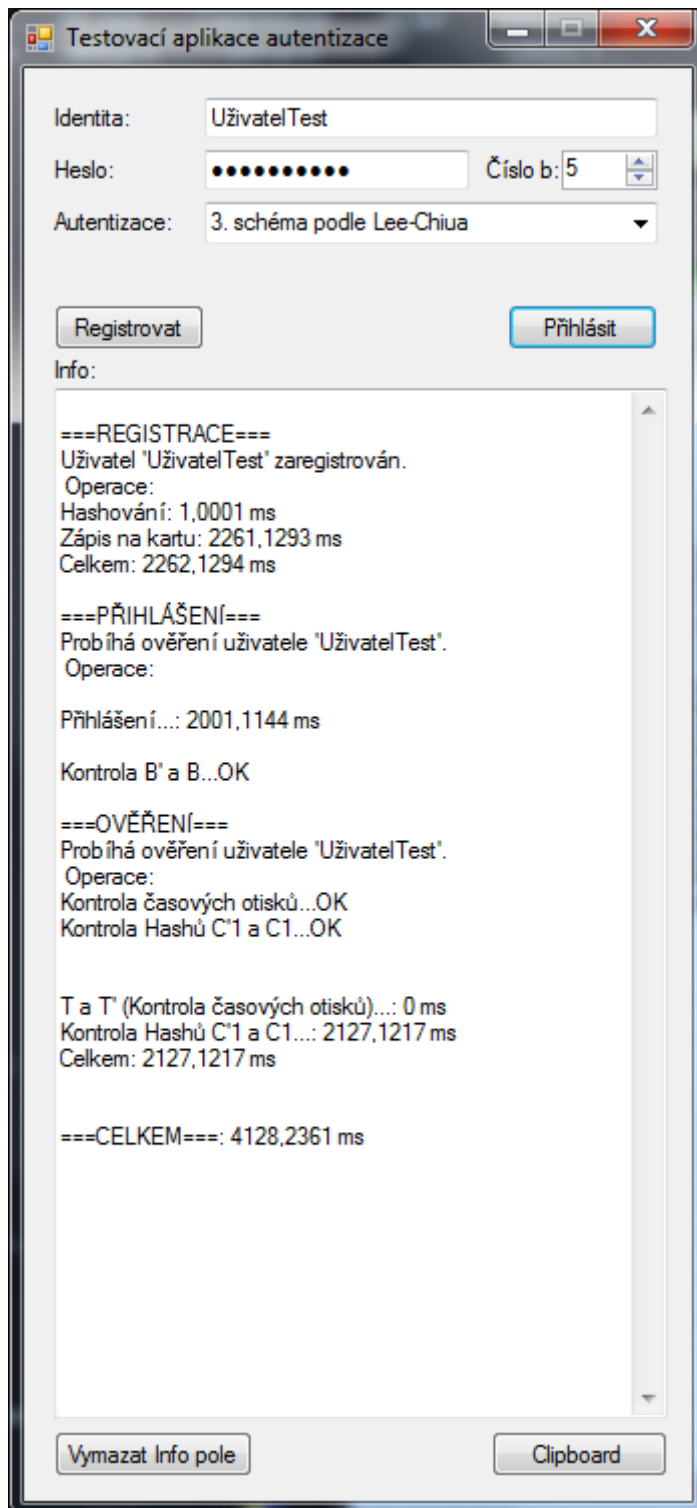 Testovací aplikace autentizace
Identita: UživatelTest
Heslo: ●●●●●●●●●● Číslo b: 5
Autentizace: 3. schéma podle Lee-Chiua
Registrovat Přihlásit
Info:
===REGISTRACE===
Uživatel 'UživatelTest' zaregistrován.
Operace:
Hashování: 1,0001 ms
Zápis na kartu: 2261,1293 ms
Celkem: 2262,1294 ms
===PŘIHLÁŠENÍ===
Probíhá ověření uživatele 'UživatelTest'.
Operace:
Přihlášení...: 2001,1144 ms
Kontrola B' a B...OK
===OVĚŘENÍ===
Probíhá ověření uživatele 'UživatelTest'.
Operace:
Kontrola časových otisků...OK
Kontrola Hashů C'1 a C1...OK
T a T' (Kontrola časových otisků)...: 0 ms
Kontrola Hashů C'1 a C1...: 2127,1217 ms
Celkem: 2127,1217 ms
===CELKEM===: 4128,2361 ms
Vymazat Info pole Clipboard